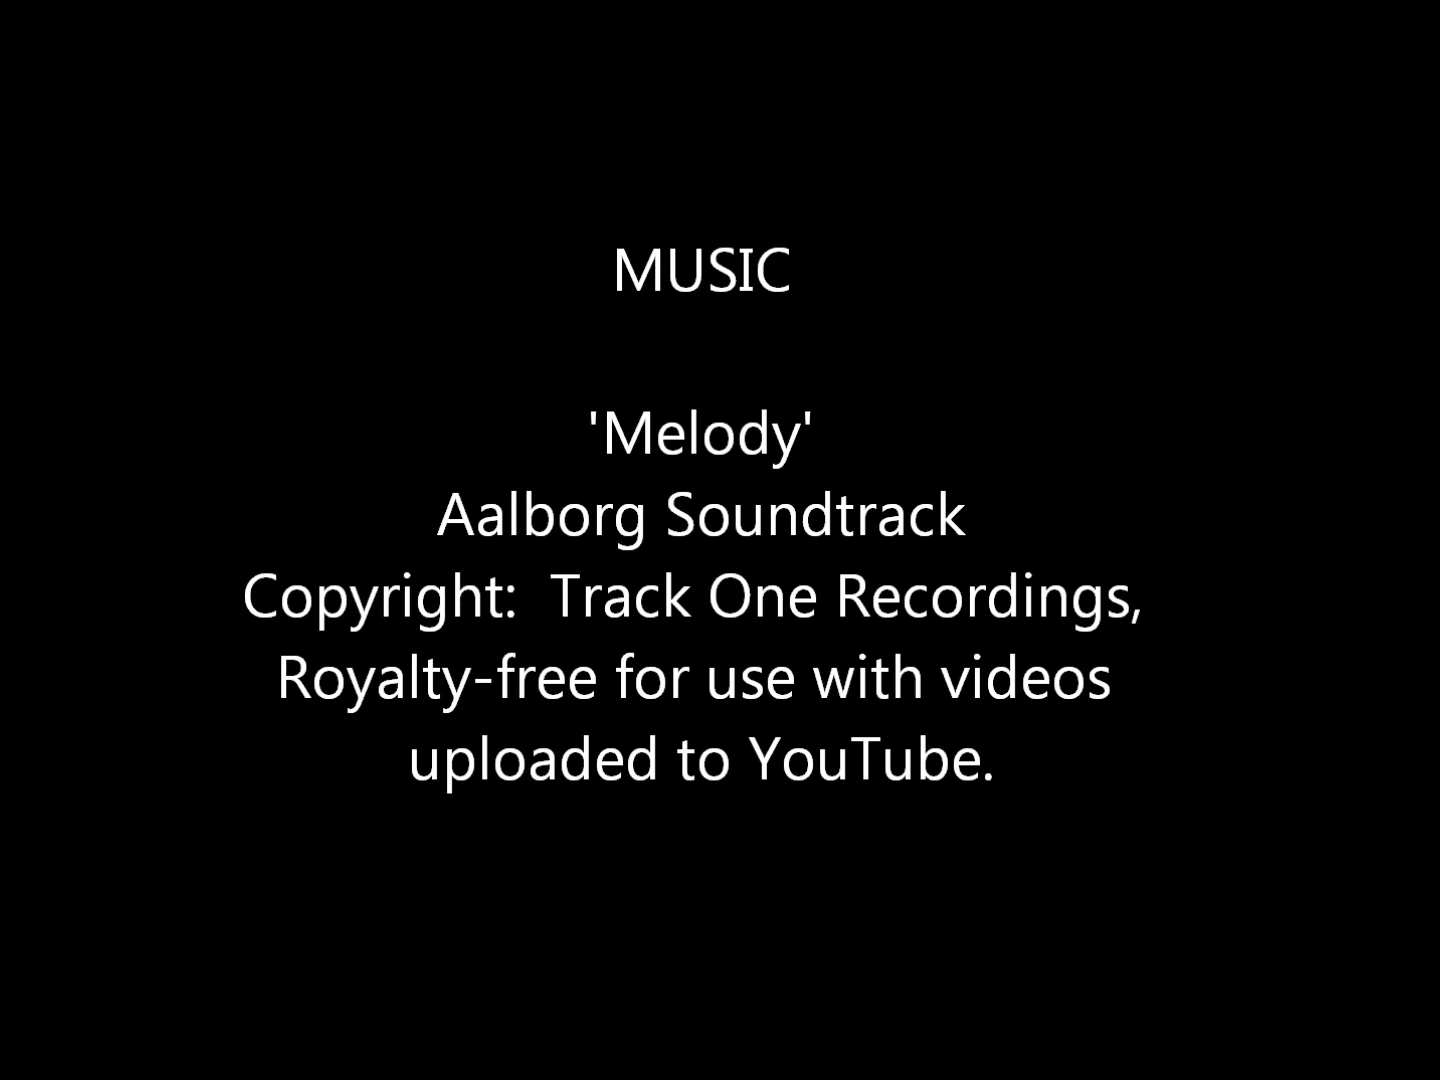 MUSIC
'Melody'
Aalborg Soundtrack
Copyright:  Track One Recordings,
Royalty-free for use with videos
uploaded to YouTube.